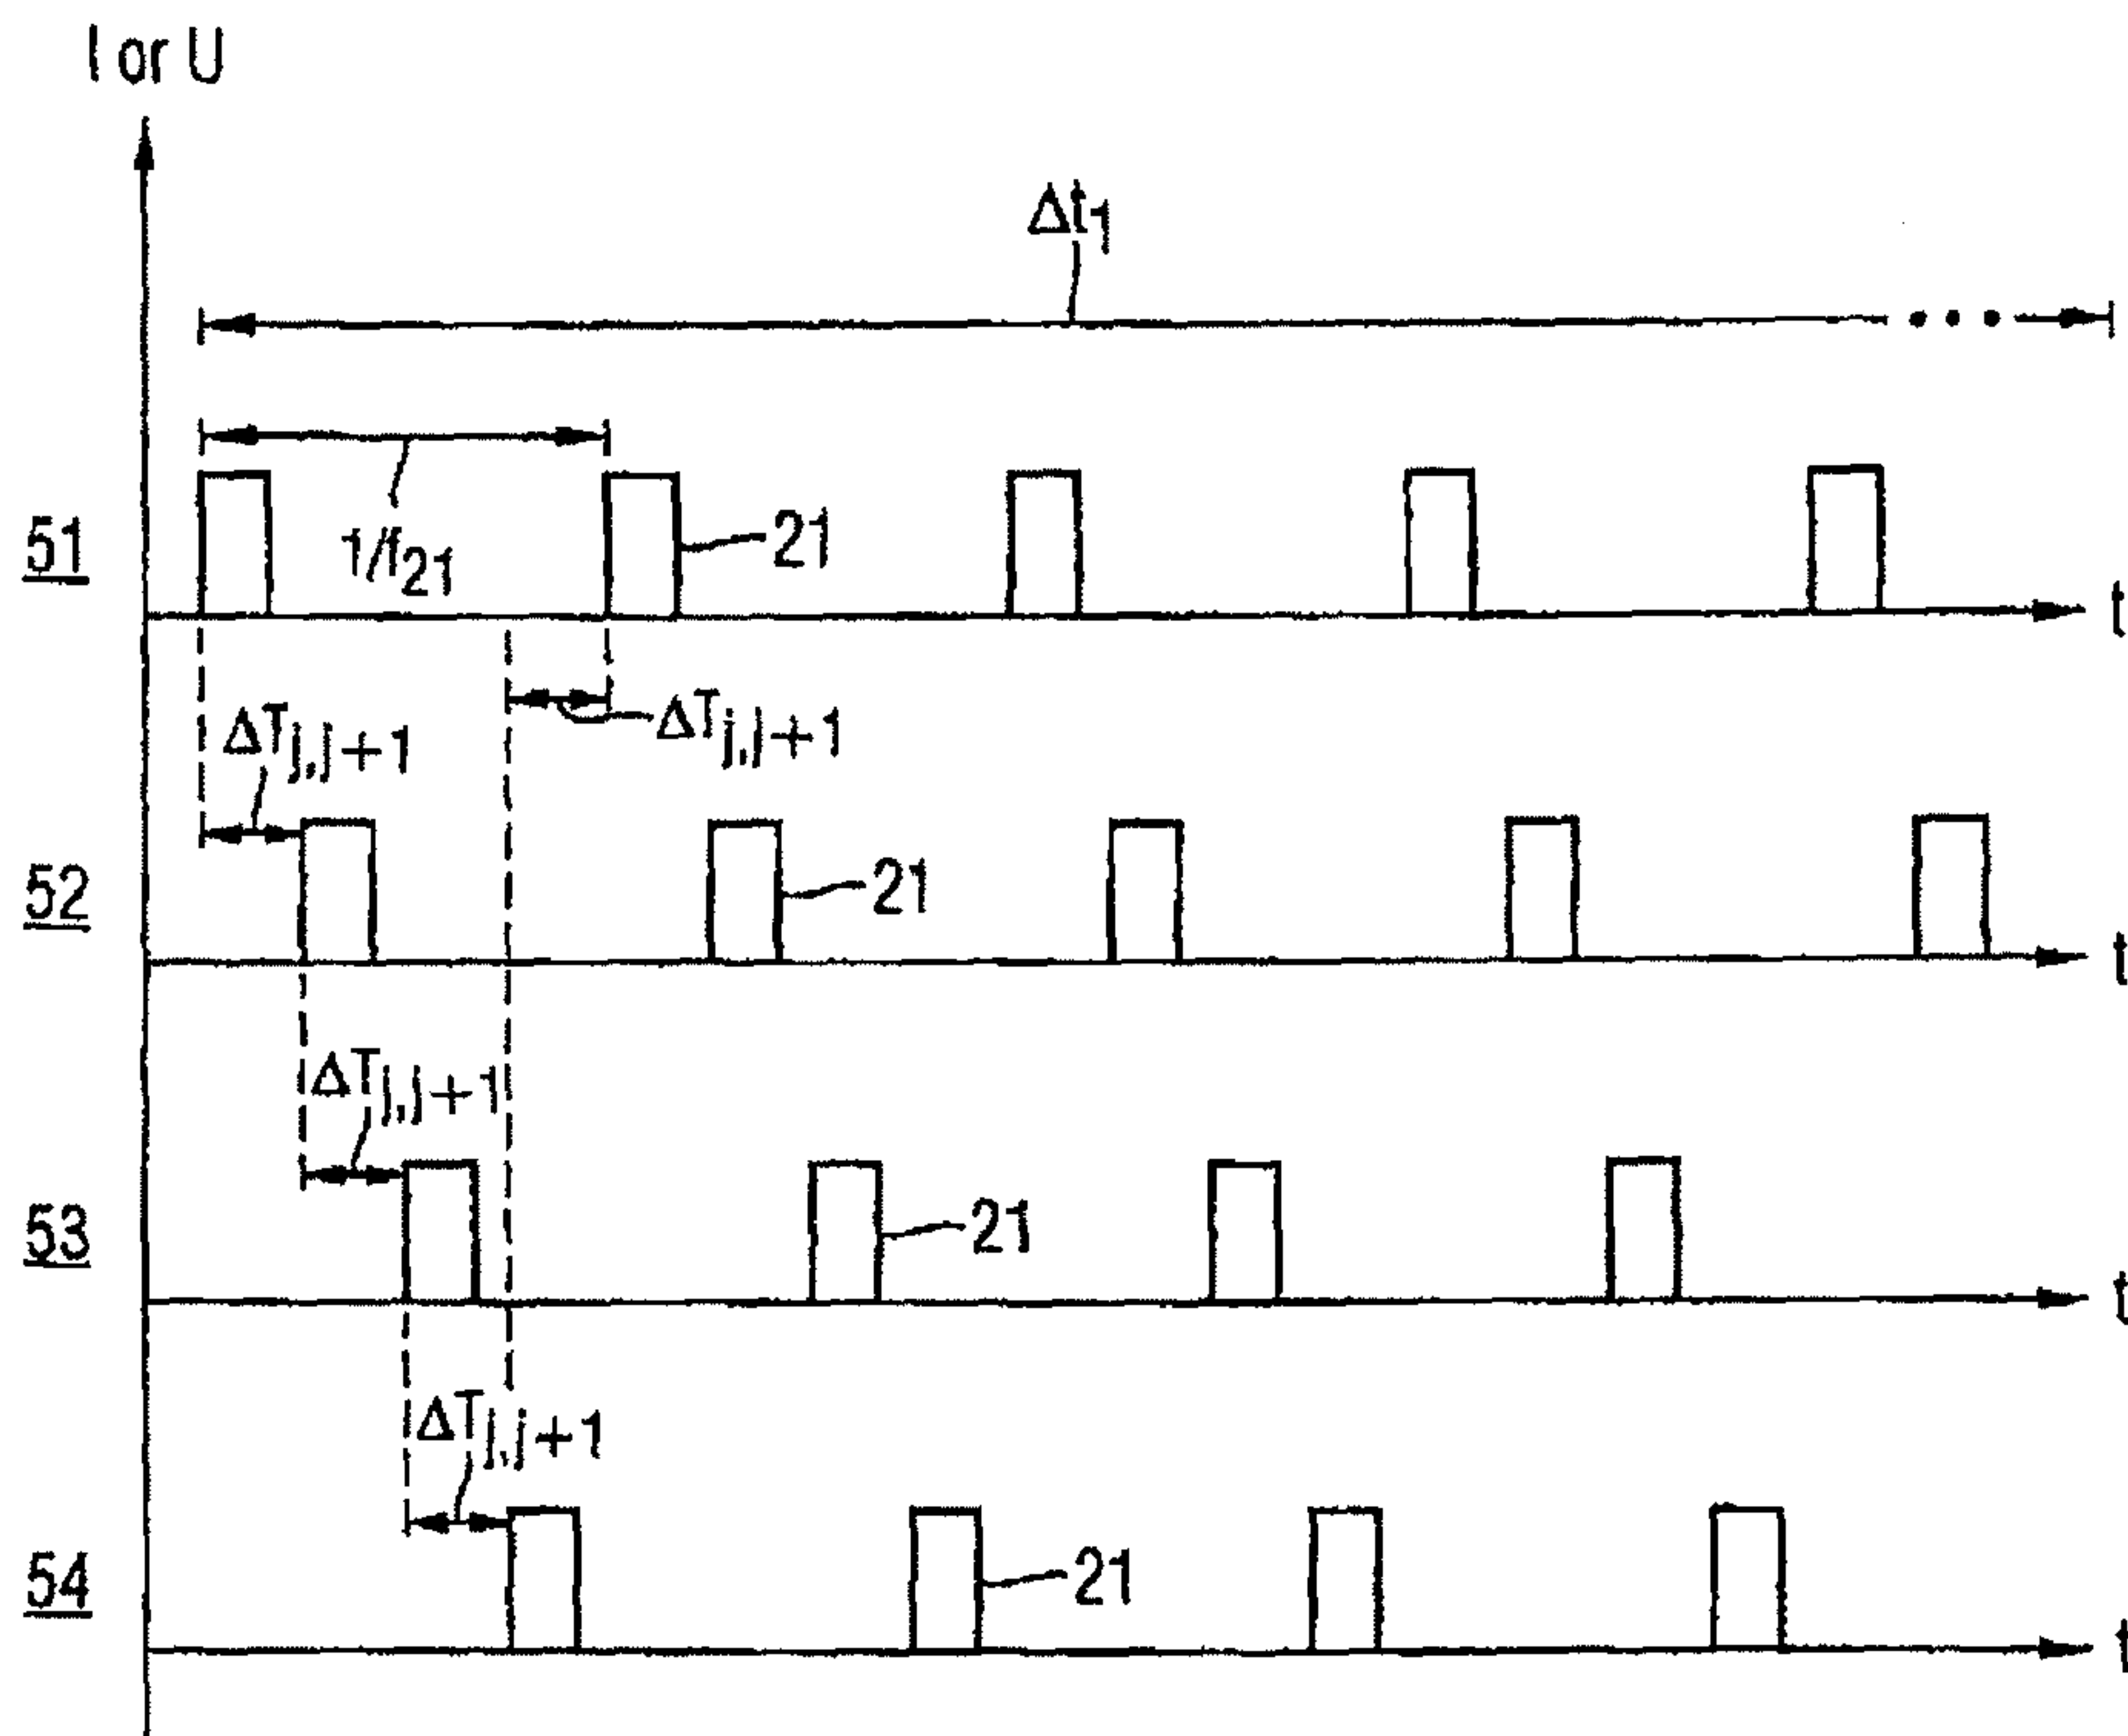 I or U
Δt1
51
1/f21
21
t
ΔTj,j+1
ΔTj,j+1
52
21
t
ΔTj,j+1
53
21
t
ΔTj,j+1
54
21
t